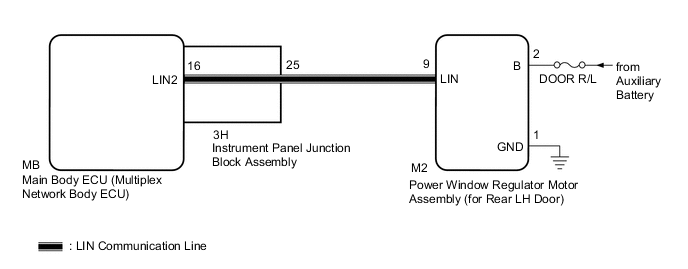 16
25
9
2
LIN2
LIN
B
from
Auxiliary
Battery
DOOR R/L
1
GND
3H
Instrument Panel Junction
Block Assembly
MB
Main Body ECU (Multiplex
Network Body ECU)
M2
Power Window Regulator Motor
Assembly (for Rear LH Door)
: LIN Communication Line